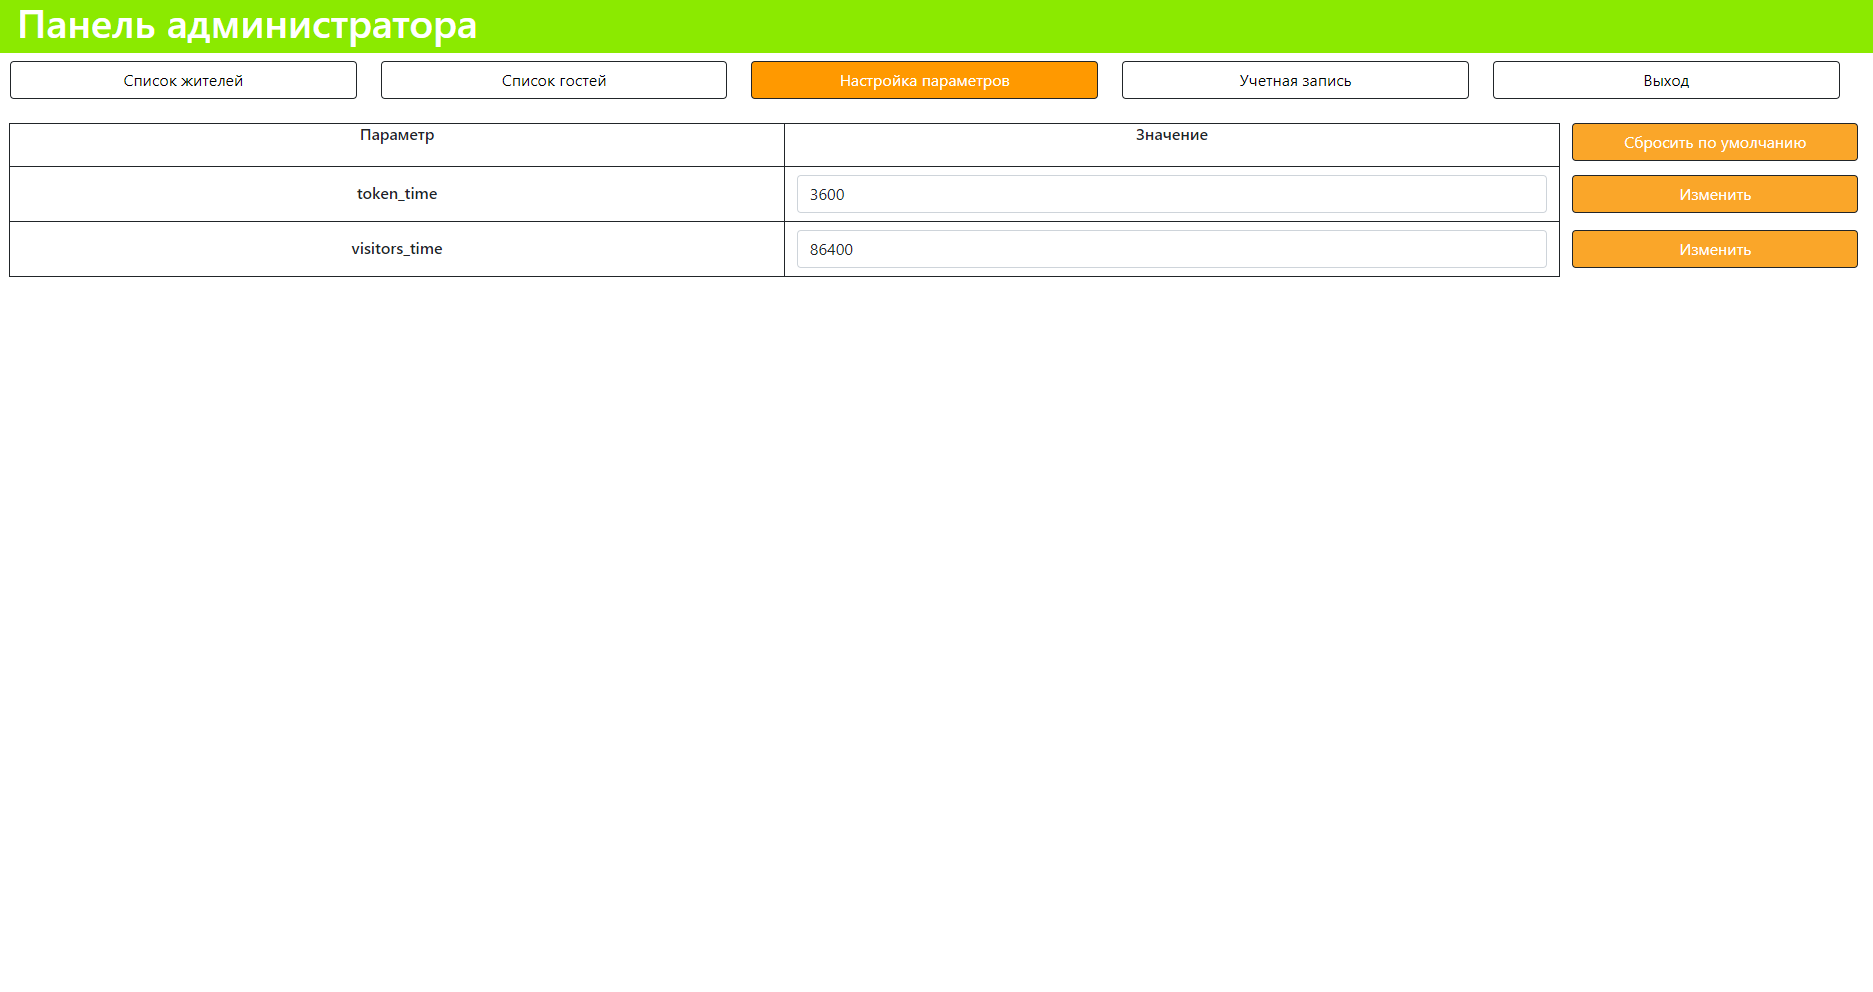 Панель администратора
Список жителей
Список гостей
Настройка параметров
Учетная запись
Выход
Параметр
Значение
Сбросить по умолчанию
token_time
3600
Изменить
visitors_time
86400
Изменить